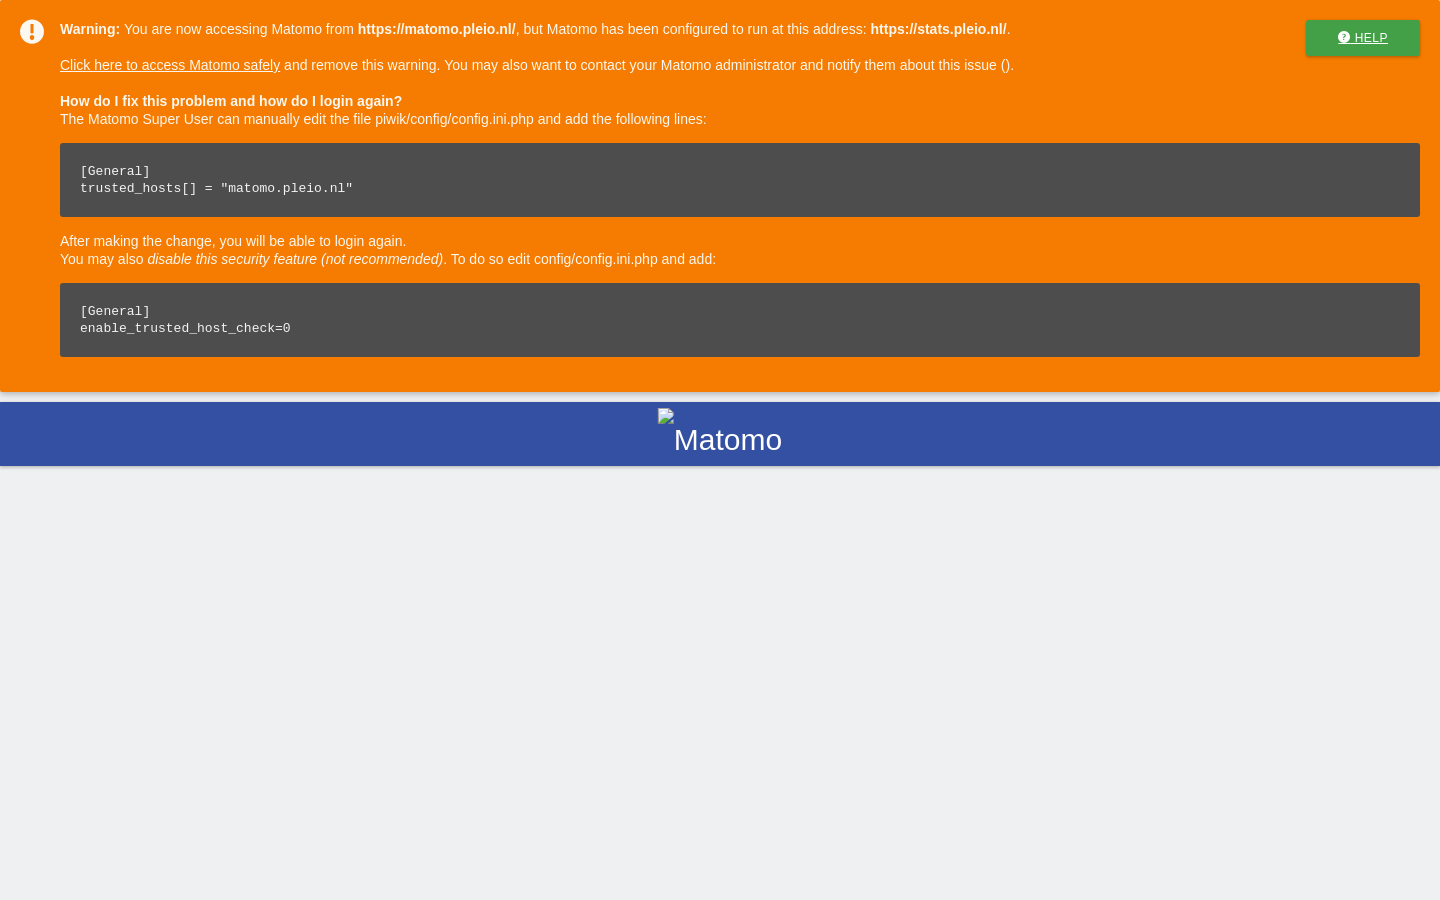 Warning: You are now accessing Matomo from https://matomo.pleio.nl/, but Matomo has been configured to run at this address: https://stats.pleio.nl/.
HELP
Click here to access Matomo safely and remove this warning. You may also want to contact your Matomo administrator and notify them about this issue ().
How do I fix this problem and how do I login again?
The Matomo Super User can manually edit the file piwik/config/config.ini.php and add the following lines:
[General]
trusted_hosts[] = "matomo.pleio.nl"
After making the change, you will be able to login again.
You may also disable this security feature (not recommended). To do so edit config/config.ini.php and add:
[General]
enable_trusted_host_check=0
Matomo